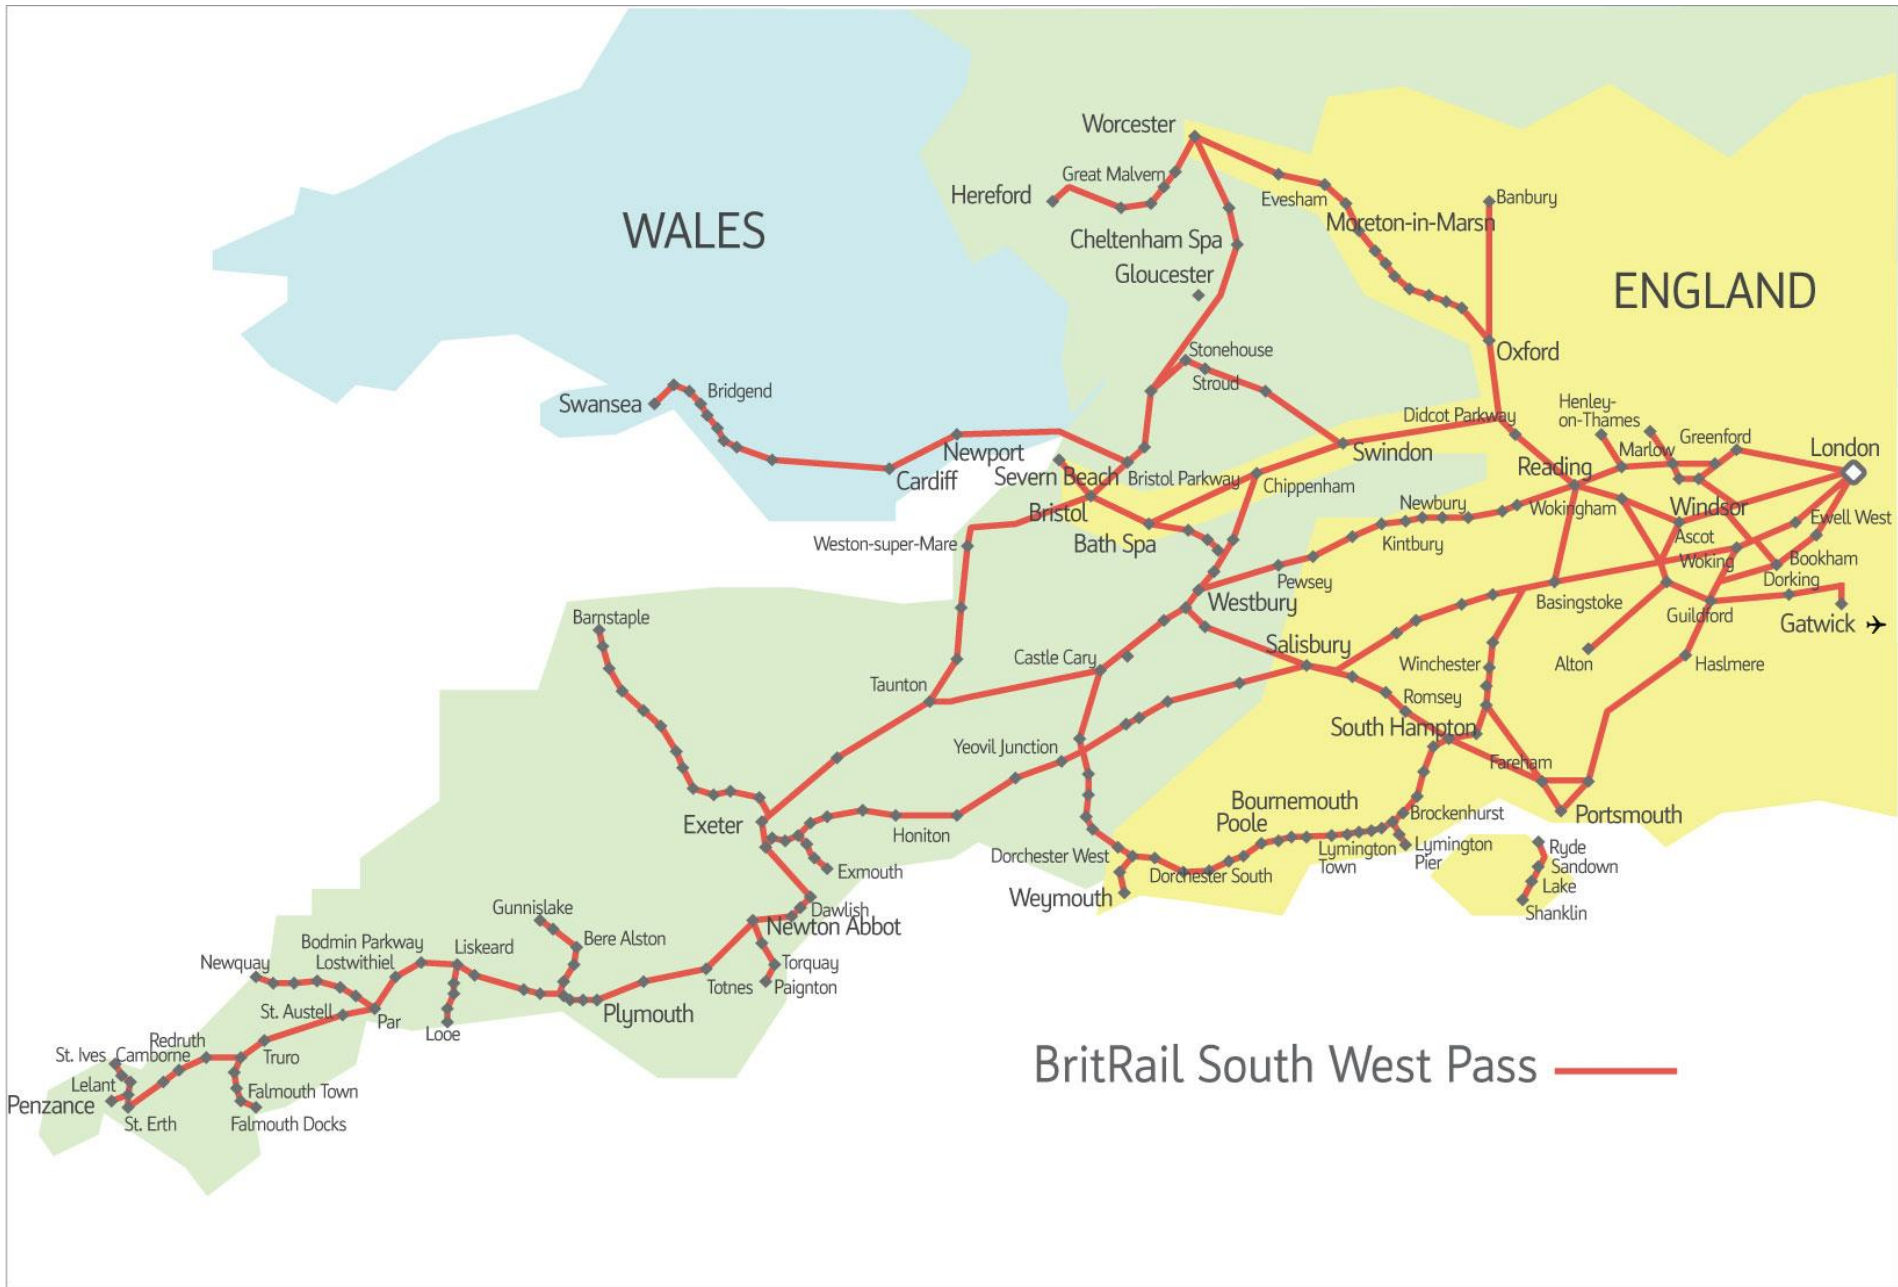 Worcester
Great Malvern
Hereford
Evesham
Banbury
WALES
Moreton-in-Marsn
Cheltenham Spa
Gloucester
ENGLAND
Stonehouse
Oxford
Stroud
Bridgend
Swansea
Didcot Parkway
Henley-
on-Thames
Greenford
Marlow
London
Newport
Swindon
Cardiff
Severn Beach
Bristol Parkway
Chippenham
Reading
Newbury
Wokingham
Windsor
Bristol
Ewell West
Weston-super-Mare
Bath Spa
Kintbury
Ascot
Woking
Bookham
Pewsey
Dorking
Westbury
Basingstoke
Barnstaple
Guildford
Gatwick
Salisbury
Castle Cary
Winchester
Alton
Haslmere
Taunton
Romsey
South Hampton
Yeovil Junction
Fareham
Bournemouth
Poole
Brockenhurst
Portsmouth
Exeter
Honiton
Lymington
Town
Lymington
Pier
Ryde
Dorchester West
Sandown
Exmouth
Dorchester South
Lake
Weymouth
Shanklin
Gunnislake
Dawlish
Newton Abbot
Bodmin Parkway
Liskeard
Bere Alston
Newquay
Lostwithiel
Torquay
Totnes
Paignton
St. Austell
Par
Plymouth
Looe
Redruth
St. Ives
Camborne
Truro
BritRail South West Pass
Lelant
Falmouth Town
Penzance
St. Erth
Falmouth Docks